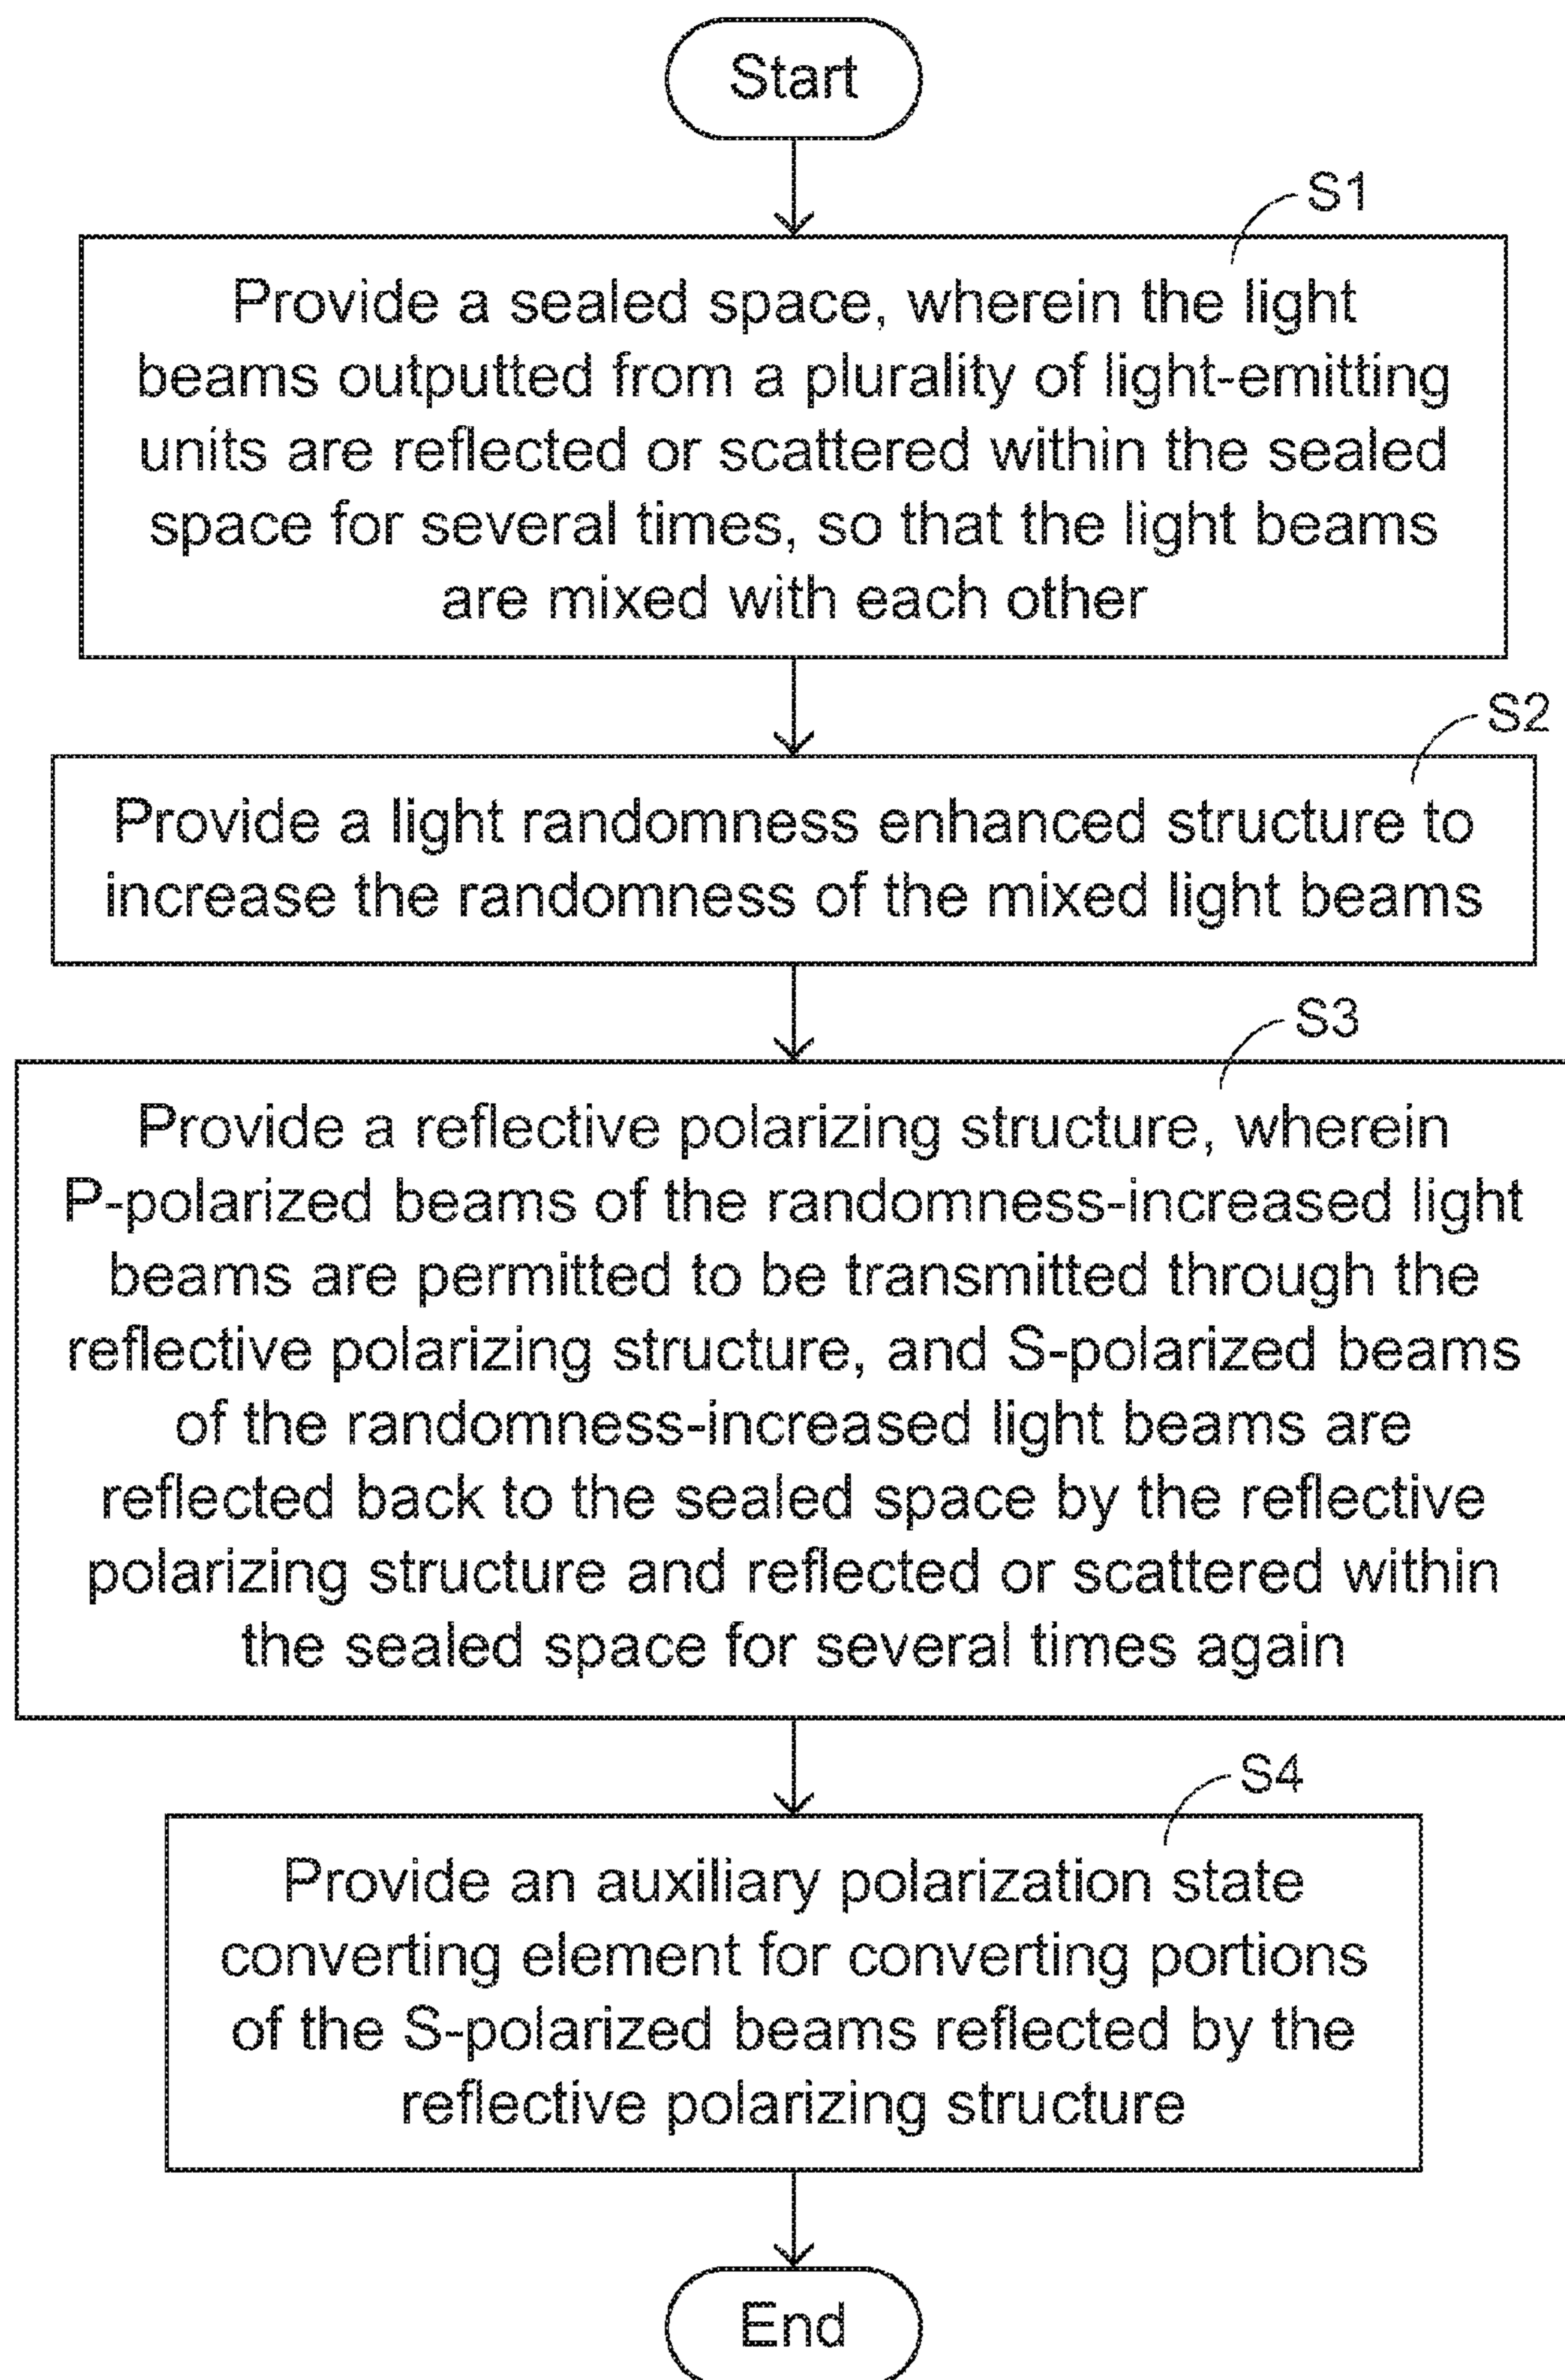 Start
S1
Provide a sealed space, wherein the light
beams outputted from a plurality of light-emitting
units are reflected or scattered within the sealed
space for several times, so that the light beams
are mixed with each other
S2
Provide a light randomness enhanced structure to
increase the randomness of the mixed light beams
S3
Provide a reflective polarizing structure, wherein
P-polarized beams of the randomness-increased light
beams are permitted to be transmitted through the
reflective polarizing structure, and S-polarized beams
of the randomness-increased light beams are
reflected back to the sealed space by the reflective
polarizing structure and reflected or scattered within
the sealed space for several times again
S4
Provide an auxiliary polarization state
converting element for converting portions
of the S-polarized beams reflected by the
reflective polarizing structure
End